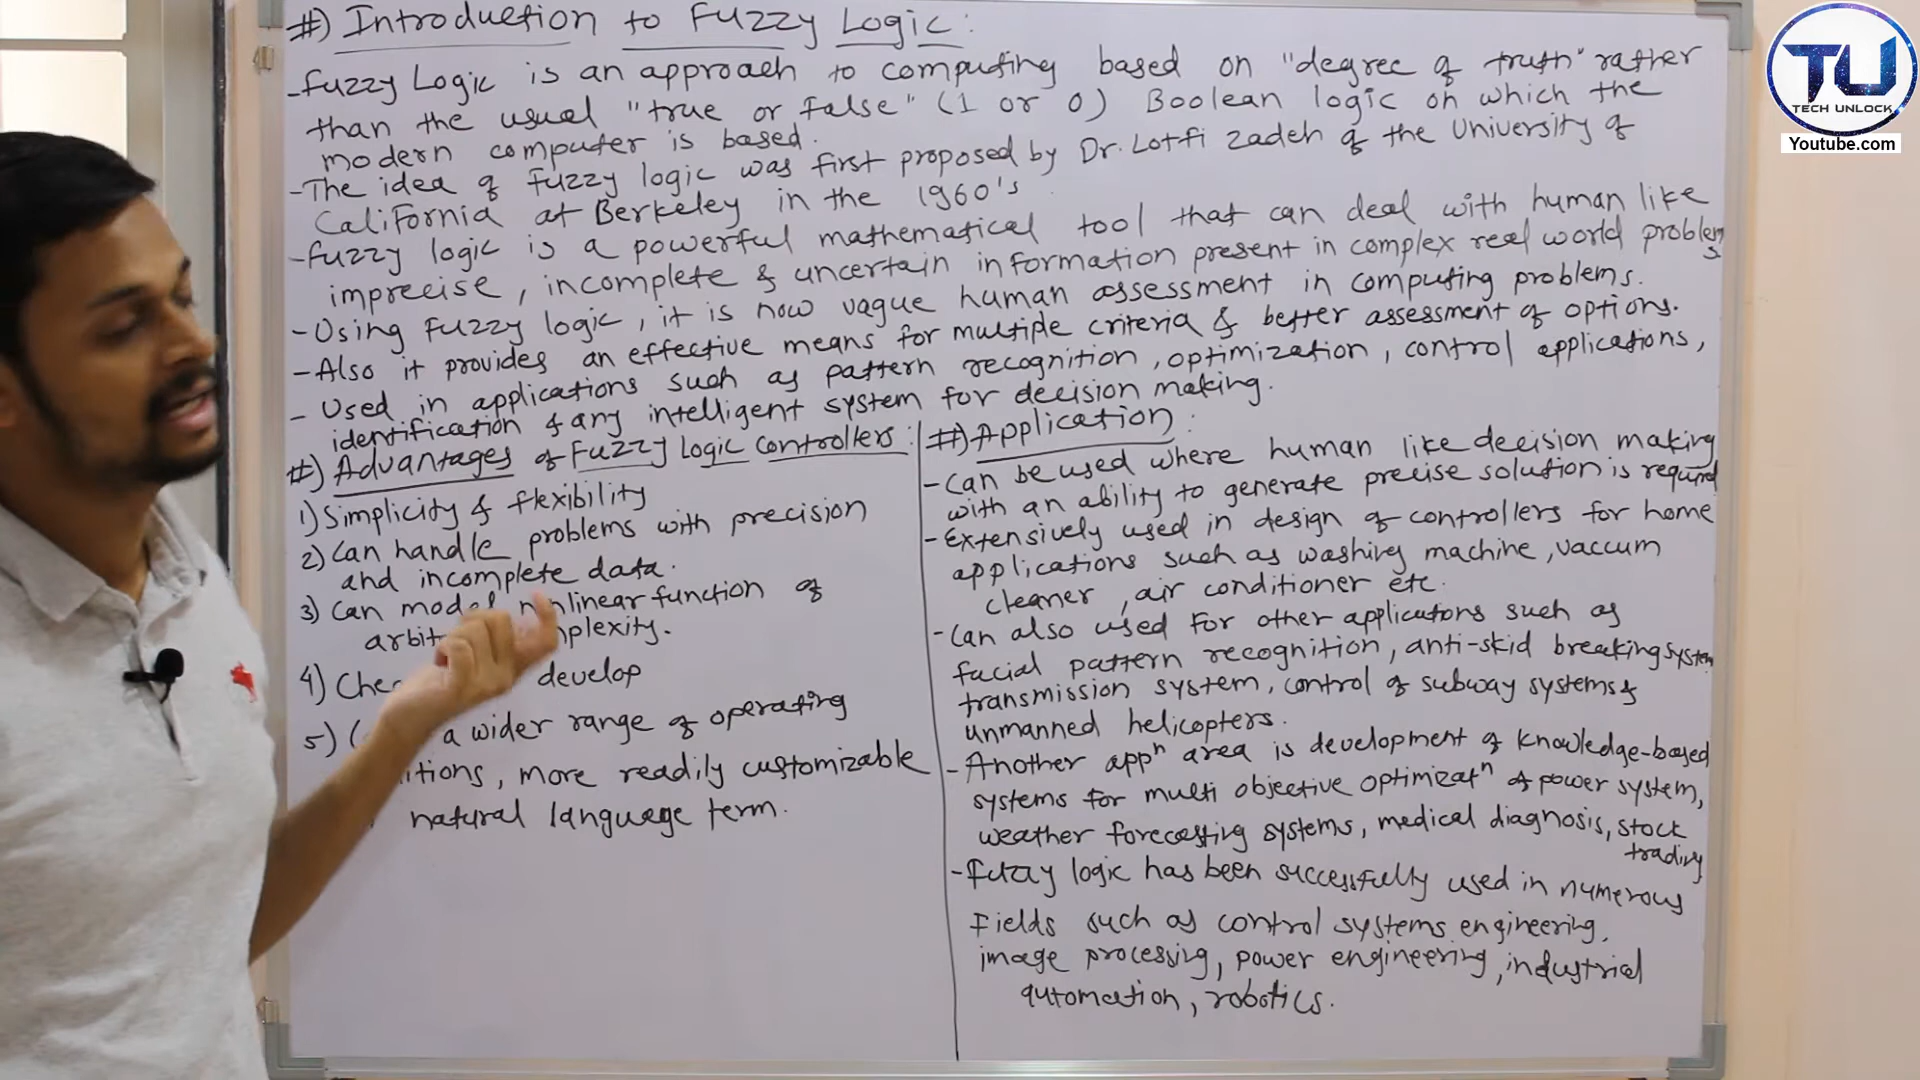 #) Introduction to Fuzzy Logic:
- Fuzzy Logic is an approach to computing based on "degree of truth" rather
than the usual "true or false" (1 or 0) Boolean logic on which the
modern computer is based.
- The idea of fuzzy logic was first proposed by Dr. Lotfi Zadeh of the University of
California at Berkeley in the 1960's
- Fuzzy logic is a powerful mathematical tool that can deal with human like
imprecise, incomplete & uncertain information present in complex real world problems
- Using fuzzy logic, it is now vague human assessment in computing problems.
- Also it provides an effective means for multiple criteria & better assessment of options.
- Used in applications such as pattern recognition, optimization, control applications,
identification & any intelligent system for decision making.
#) Advantages of Fuzzy Logic Controllers:
1) Simplicity & flexibility
2) Can handle problems with precision
and incomplete data.
3) Can model nonlinear function of
arbit mplexity.
4) Chea develop
5) a wider range of operating
itions, more readily customizable
natural language term.
#) Application:
- Can be used where human like decision making
with an ability to generate precise solution is required
- Extensively used in design of controllers for home
applications such as washing machine, vaccum
cleaner, air conditioner etc.
- Can also used for other applications such as
facial pattern recognition, anti-skid breaking system
transmission system, control of subway systems &
unmanned helicopters.
- Another appⁿ area is development of knowledge-based
systems for multi objective optimizatⁿ of power system,
weather forecasting systems, medical diagnosis, stock
trading
- Fuzzy logic has been successfully used in numerous
fields such as control systems engineering,
image processing, power engineering, industrial
automation, robotics.
TU
TECH UNLOCK
Youtube.com